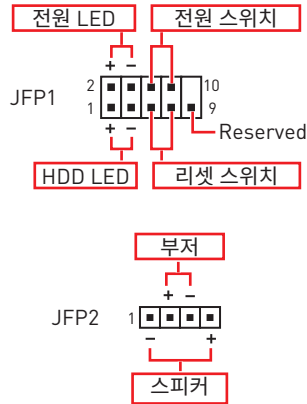 전원 LED 전원 스위치
+ −
2 10
JFP1
1 9
+ −
Reserved
HDD LED 리셋 스위치
부저
+ −
JFP2 1
− +
스피커